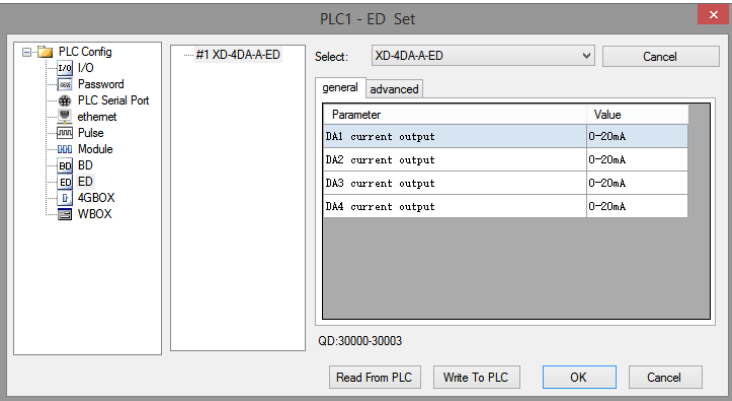 PLC1 - ED Set
PLC Config
I/O
Password
PLC Serial Port
ethernet
Pulse
Module
BD
ED
4GBOX
WBOX
#1 XD-4DA-A-ED
Select: XD-4DA-A-ED Cancel
general advanced
Parameter Value
DA1 current output 0-20mA
DA2 current output 0-20mA
DA3 current output 0-20mA
DA4 current output 0-20mA
QD:30000-30003
Read From PLC Write To PLC OK Cancel